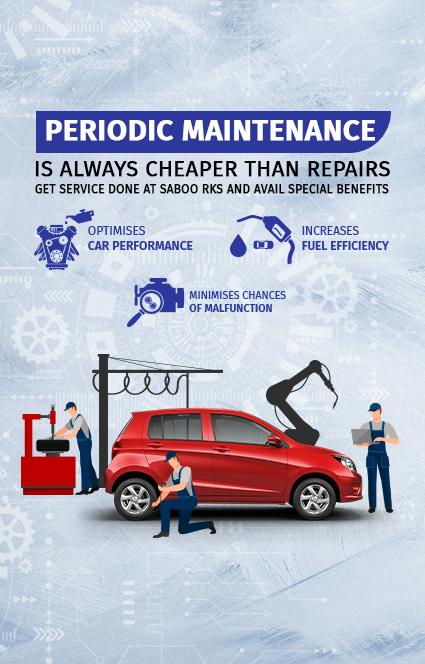 PERIODIC MAINTENANCE
IS ALWAYS CHEAPER THAN REPAIRS
GET SERVICE DONE AT SABOO RKS AND AVAIL SPECIAL BENEFITS
OPTIMISES
CAR PERFORMANCE
INCREASES
FUEL EFFICIENCY
MINIMISES CHANCES
OF MALFUNCTION